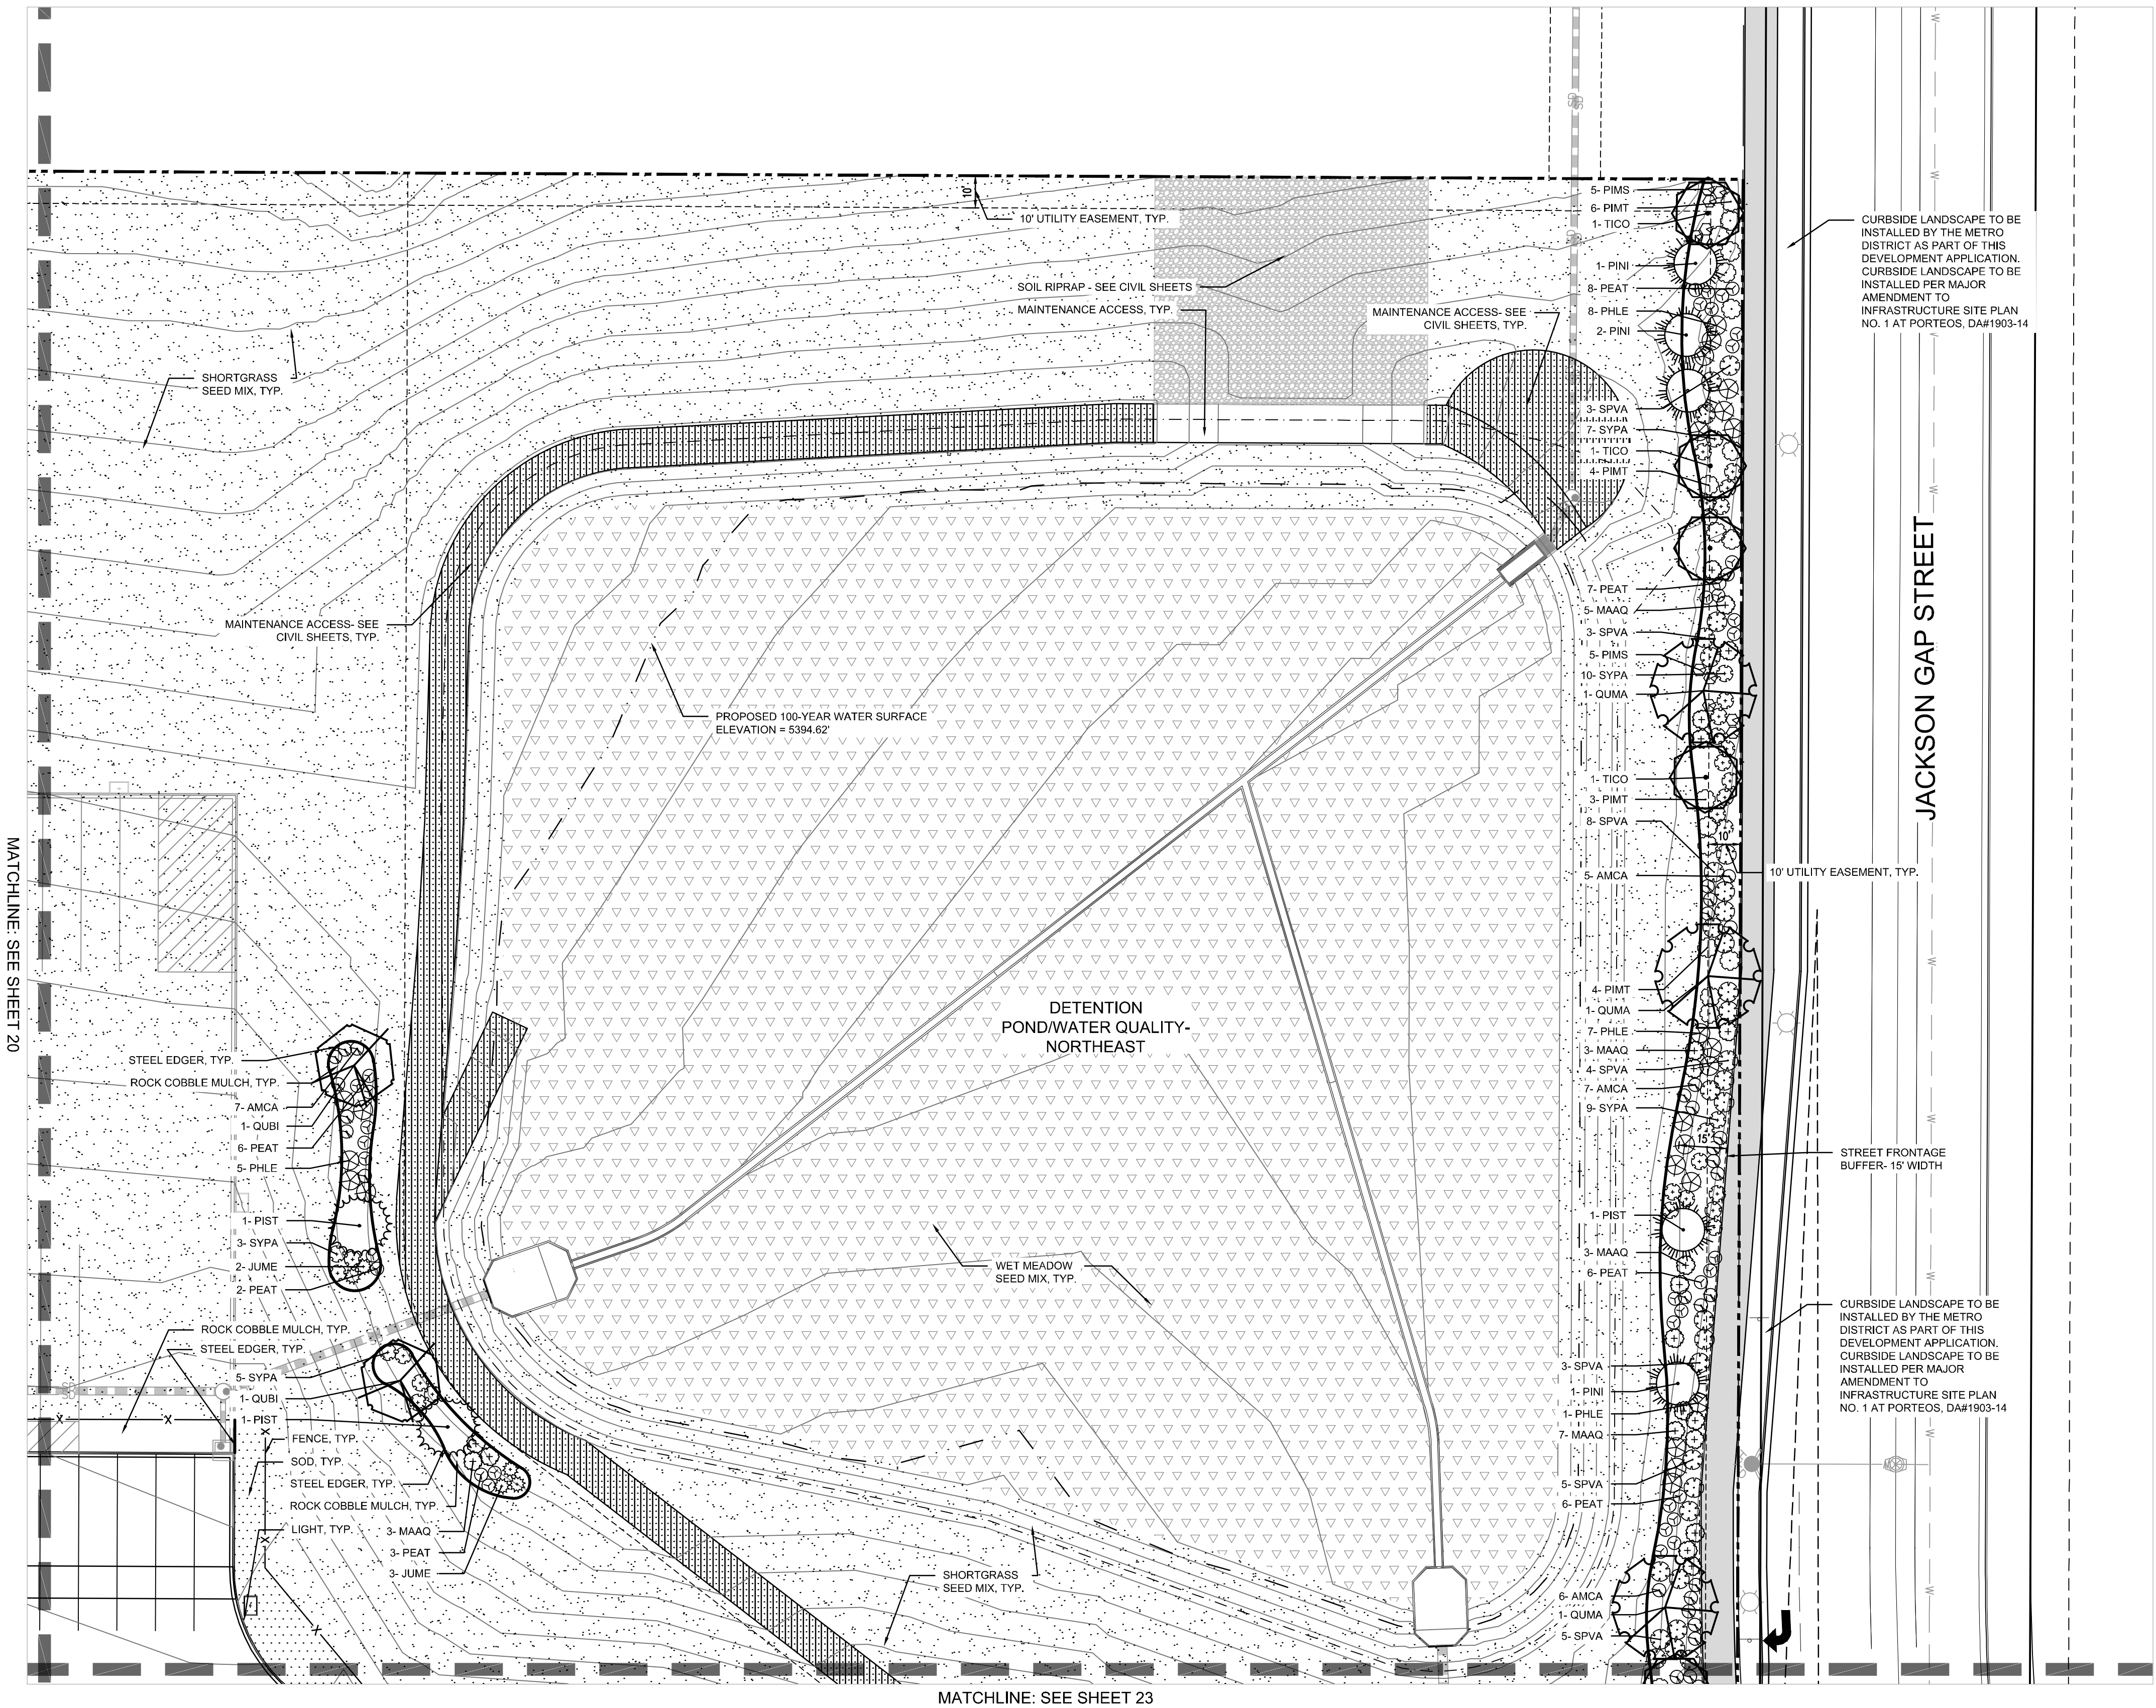 10'
10' UTILITY EASEMENT, TYP.
SOIL RIPRAP - SEE CIVIL SHEETS
MAINTENANCE ACCESS, TYP.
MAINTENANCE ACCESS- SEE
CIVIL SHEETS, TYP.
SHORTGRASS
SEED MIX, TYP.
MAINTENANCE ACCESS- SEE
CIVIL SHEETS, TYP.
PROPOSED 100-YEAR WATER SURFACE
ELEVATION = 5394.62'
DETENTION
POND/WATER QUALITY-
NORTHEAST
WET MEADOW
SEED MIX, TYP.
SHORTGRASS
SEED MIX, TYP.
MATCHLINE: SEE SHEET 20
STEEL EDGER, TYP.
ROCK COBBLE MULCH, TYP.
7- AMCA
1- QUBI
6- PEAT
5- PHLE
1- PIST
3- SYPA
2- JUME
2- PEAT
ROCK COBBLE MULCH, TYP.
STEEL EDGER, TYP.
5- SYPA
1- QUBI
1- PIST
FENCE, TYP.
SOD, TYP.
STEEL EDGER, TYP.
ROCK COBBLE MULCH, TYP.
LIGHT, TYP.
3- MAAQ
3- PEAT
3- JUME
SD
SD
X
X
X
X
X
SD
SD
SD
SD
5- PIMS
6- PIMT
1- TICO
1- PINI
8- PEAT
8- PHLE
2- PINI
3- SPVA
7- SYPA
1- TICO
4- PIMT
7- PEAT
5- MAAQ
3- SPVA
5- PIMS
10- SYPA
1- QUMA
1- TICO
3- PIMT
8- SPVA
10'
5- AMCA
4- PIMT
1- QUMA
7- PHLE
3- MAAQ
4- SPVA
7- AMCA
9- SYPA
15'
1- PIST
3- MAAQ
6- PEAT
3- SPVA
1- PINI
1- PHLE
7- MAAQ
5- SPVA
6- PEAT
6- AMCA
1- QUMA
5- SPVA
CURBSIDE LANDSCAPE TO BE
INSTALLED BY THE METRO
DISTRICT AS PART OF THIS
DEVELOPMENT APPLICATION.
CURBSIDE LANDSCAPE TO BE
INSTALLED PER MAJOR
AMENDMENT TO
INFRASTRUCTURE SITE PLAN
NO. 1 AT PORTEOS, DA#1903-14
JACKSON GAP STREET
10' UTILITY EASEMENT, TYP.
STREET FRONTAGE
BUFFER- 15' WIDTH
CURBSIDE LANDSCAPE TO BE
INSTALLED BY THE METRO
DISTRICT AS PART OF THIS
DEVELOPMENT APPLICATION.
CURBSIDE LANDSCAPE TO BE
INSTALLED PER MAJOR
AMENDMENT TO
INFRASTRUCTURE SITE PLAN
NO. 1 AT PORTEOS, DA#1903-14
W
W
W
W
W
W
W
W
W
W
W
MATCHLINE: SEE SHEET 23